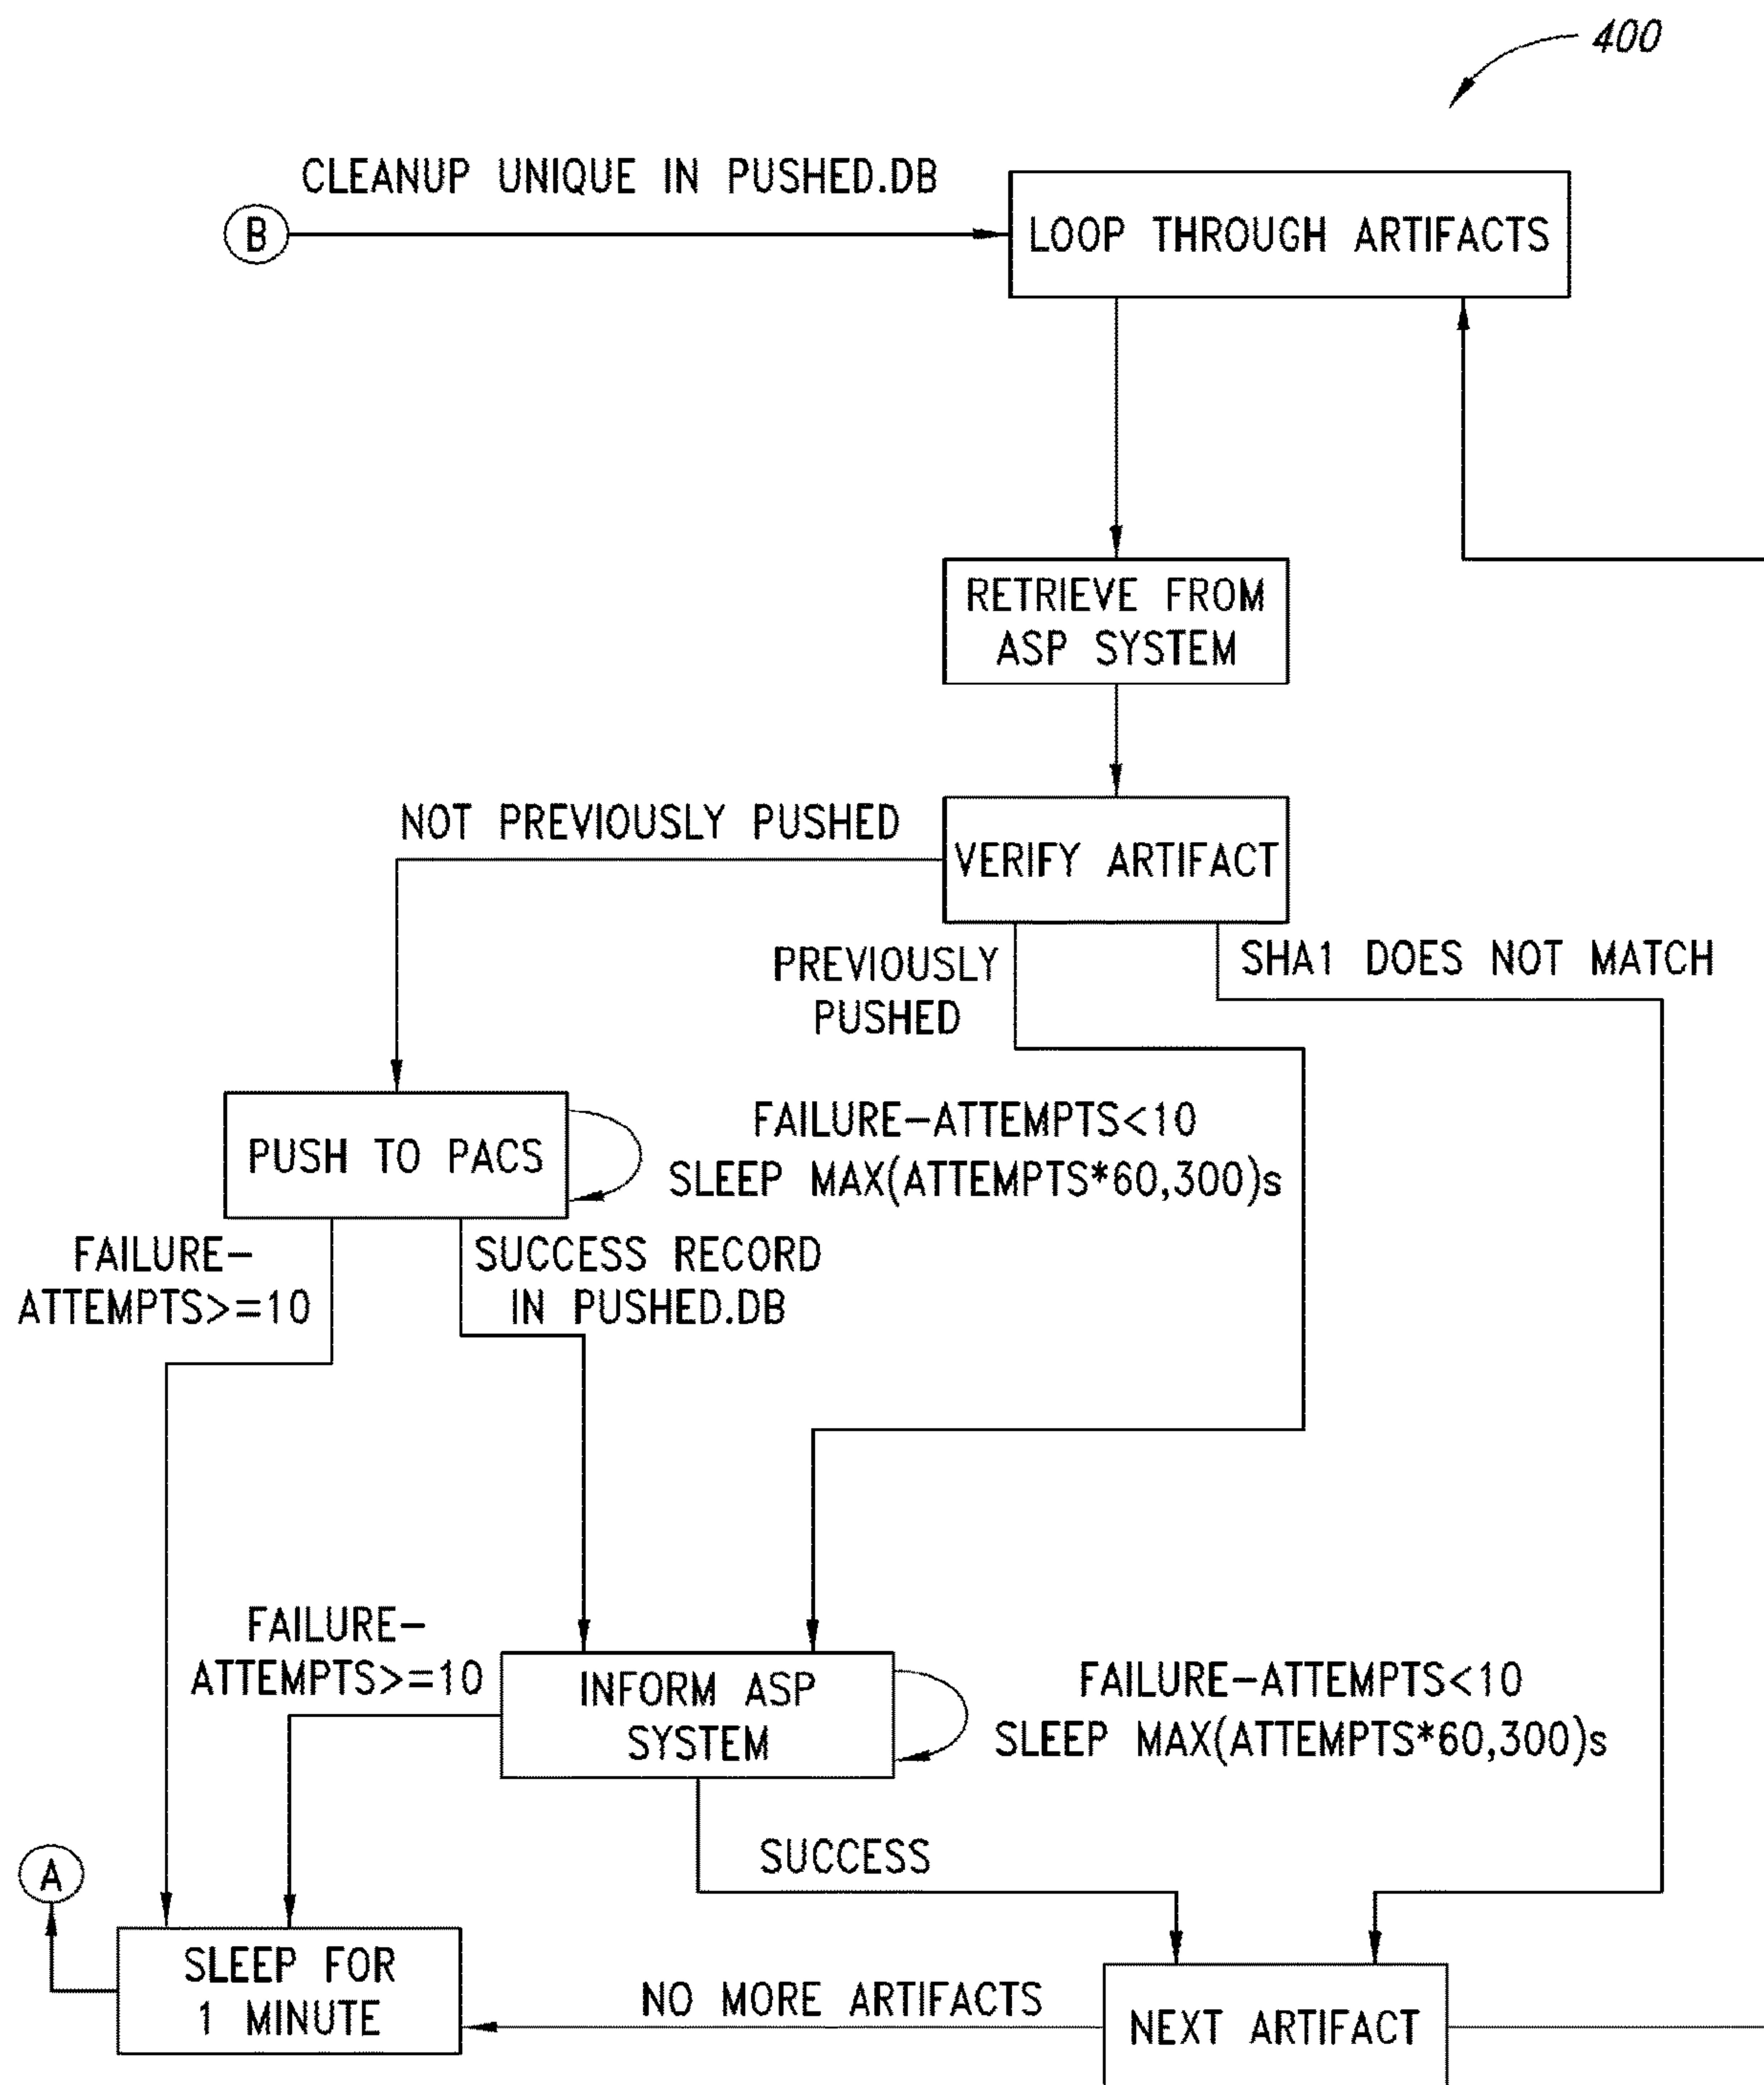 400
CLEANUP UNIQUE IN PUSHED.DB
B
LOOP THROUGH ARTIFACTS
RETRIEVE FROM
ASP SYSTEM
NOT PREVIOUSLY PUSHED
VERIFY ARTIFACT
PREVIOUSLY
PUSHED
SHA1 DOES NOT MATCH
PUSH TO PACS
FAILURE-ATTEMPTS<10
SLEEP MAX(ATTEMPTS*60,300)s
FAILURE-
ATTEMPTS>=10
SUCCESS RECORD
IN PUSHED.DB
FAILURE-
ATTEMPTS>=10
INFORM ASP
SYSTEM
FAILURE-ATTEMPTS<10
SLEEP MAX(ATTEMPTS*60,300)s
SUCCESS
A
SLEEP FOR
1 MINUTE
NO MORE ARTIFACTS
NEXT ARTIFACT